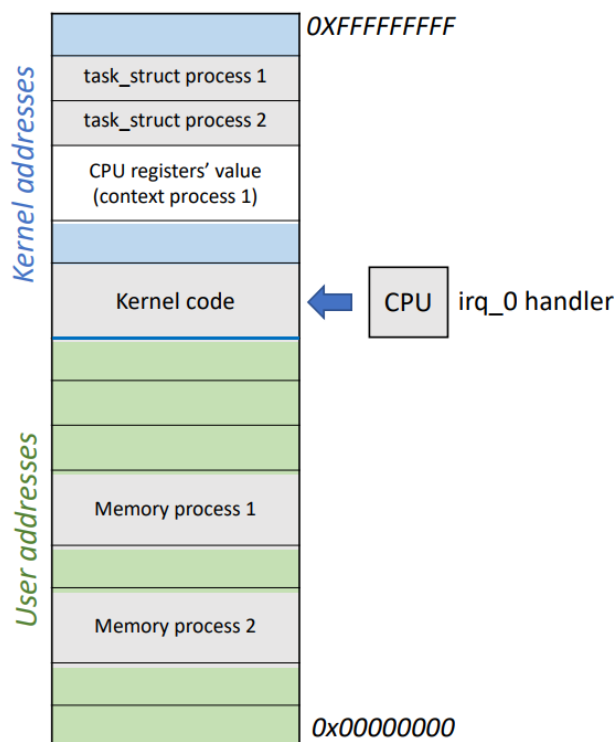 0XFFFFFFFFF
Kernel addresses
task_struct process 1
task_struct process 2
CPU registers' value
(context process 1)
Kernel code
CPU
irq_0 handler
User addresses
Memory process 1
Memory process 2
0x00000000